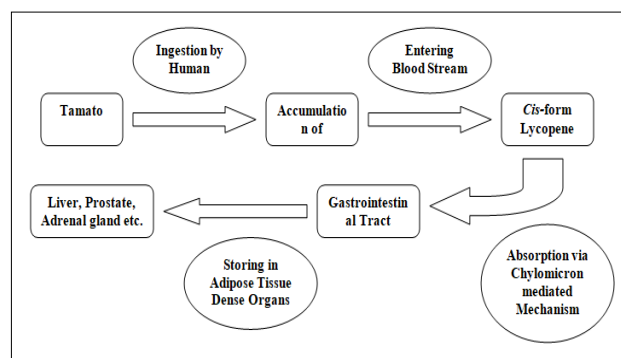 Ingestion by
Human
Entering
Blood Stream
Tamato
Accumulatio
n of
Cis-form
Lycopene
Liver, Prostate,
Adrenal gland etc.
Gastrointestin
al Tract
Storing in
Adipose Tissue
Dense Organs
Absorption via
Chylomicron
mediated
Mechanism